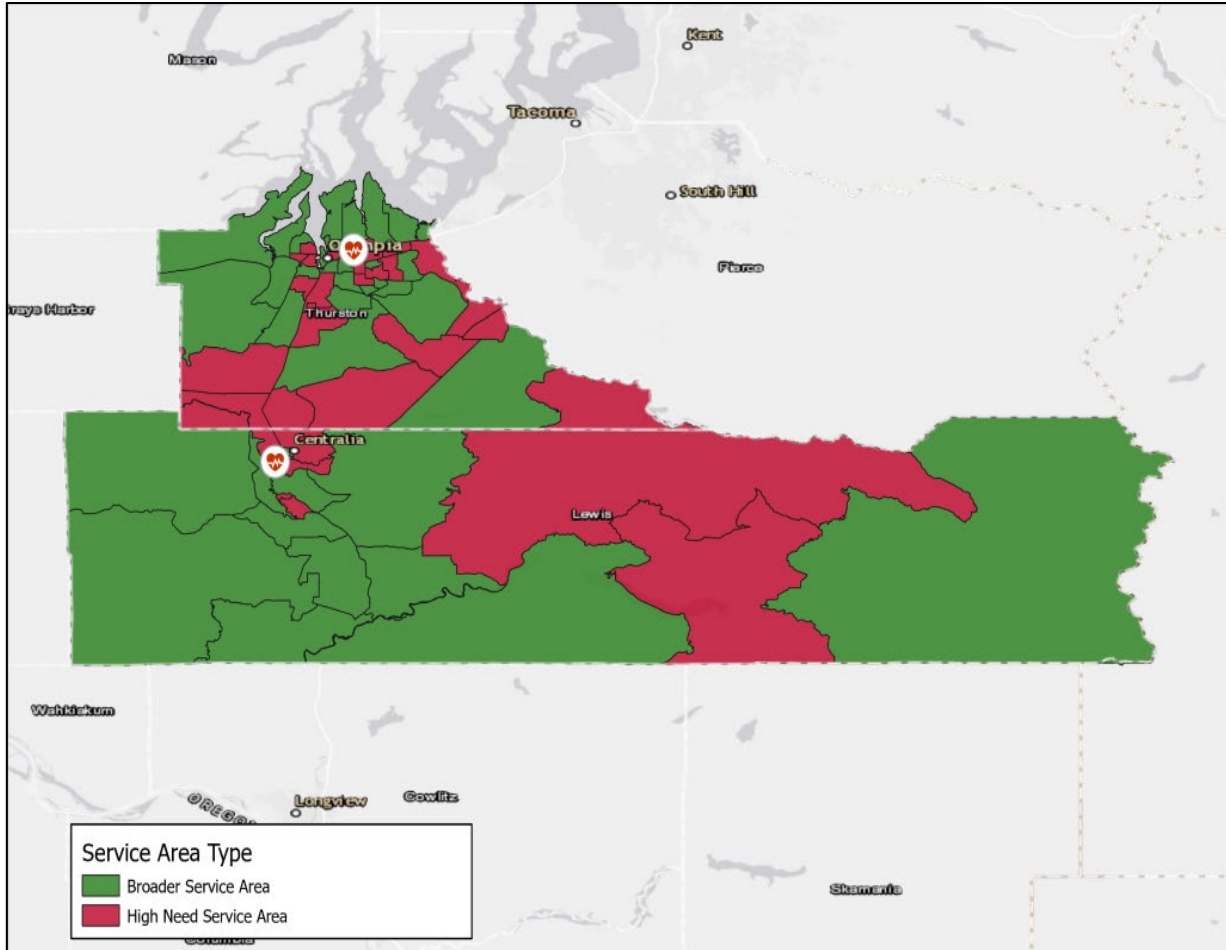 Kent
Mason
Tacoma
South Hill
Pierce
Thurston
Centralia
Lewis
Wahkiakum
Longview
Cowlitz
Skamania
Service Area Type
Broader Service Area
High Need Service Area